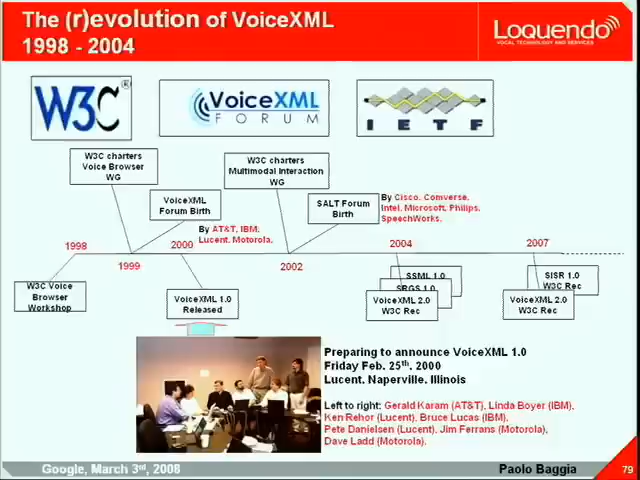 The (r)evolution of VoiceXML
1998 - 2004
Loquendo
VOCAL TECHNOLOGY AND SERVICES
W3C®
VoiceXML
FORUM
IETF
W3C charters
Voice Browser
WG
W3C charters
Multimodal Interaction
WG
VoiceXML
Forum Birth
SALT Forum
Birth
By Cisco, Comverse,
Intel, Microsoft, Philips,
SpeechWorks,
By AT&T, IBM,
Lucent, Motorola,
1998
2000
2004
2007
1999
2002
W3C Voice
Browser
Workshop
VoiceXML 1.0
Released
SSML 1.0
SRGS 1.0
VoiceXML 2.0
W3C Rec
SISR 1.0
W3C Rec
VoiceXML 2.0
W3C Rec
Preparing to announce VoiceXML 1.0
Friday Feb. 25th, 2000
Lucent, Naperville, Illinois
Left to right: Gerald Karam (AT&T), Linda Boyer (IBM),
Ken Rehor (Lucent), Bruce Lucas (IBM),
Pete Danielsen (Lucent), Jim Ferrans (Motorola),
Dave Ladd (Motorola).
Google, March 3rd, 2008
Paolo Baggia
79